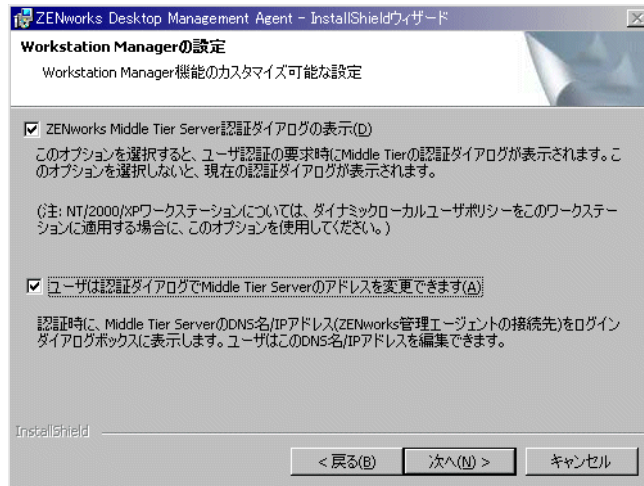 ZENworks Desktop Management Agent - InstallShieldウィザード
Workstation Managerの設定
Workstation Manager機能のカスタマイズ可能な設定
ZENworks Middle Tier Server認証ダイアログの表示(D)
このオプションを選択すると、ユーザ認証の要求時にMiddle Tierの認証ダイアログが表示されます。こ
のオプションを選択しないと、現在の認証ダイアログが表示されます。
(注: NT/2000/XPワークステーションについては、ダイナミックローカルユーザポリシーをこのワークステー
ションに適用する場合に、このオプションを使用してください。)
ユーザは認証ダイアログでMiddle Tier Serverのアドレスを変更できます(A)
認証時に、Middle Tier ServerのDNS名/IPアドレス(ZENworks管理エージェントの接続先)をログイン
ダイアログボックスに表示します。ユーザはこのDNS名/IPアドレスを編集できます。
InstallShield
< 戻る(B)
次へ(N) >
キャンセル